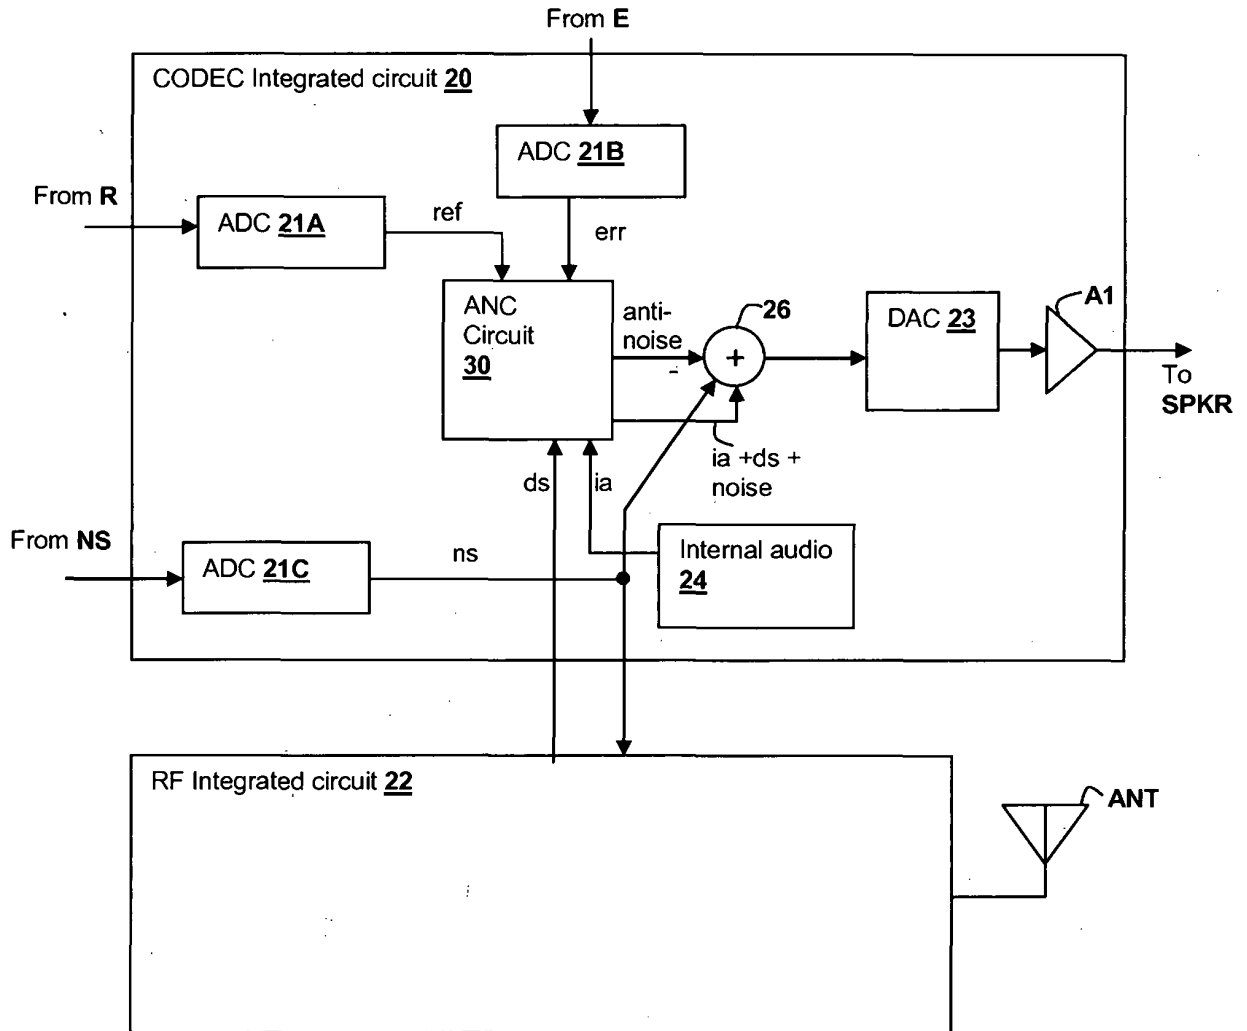 From E
CODEC Integrated circuit 20
ADC 21B
From R
ADC 21A
ref
err
ANC
Circuit
30
anti-
noise
-
26
+
DAC 23
A1
To
SPKR
ia +ds +
noise
ds
ia
From NS
ADC 21C
ns
Internal audio
24
RF Integrated circuit 22
ANT